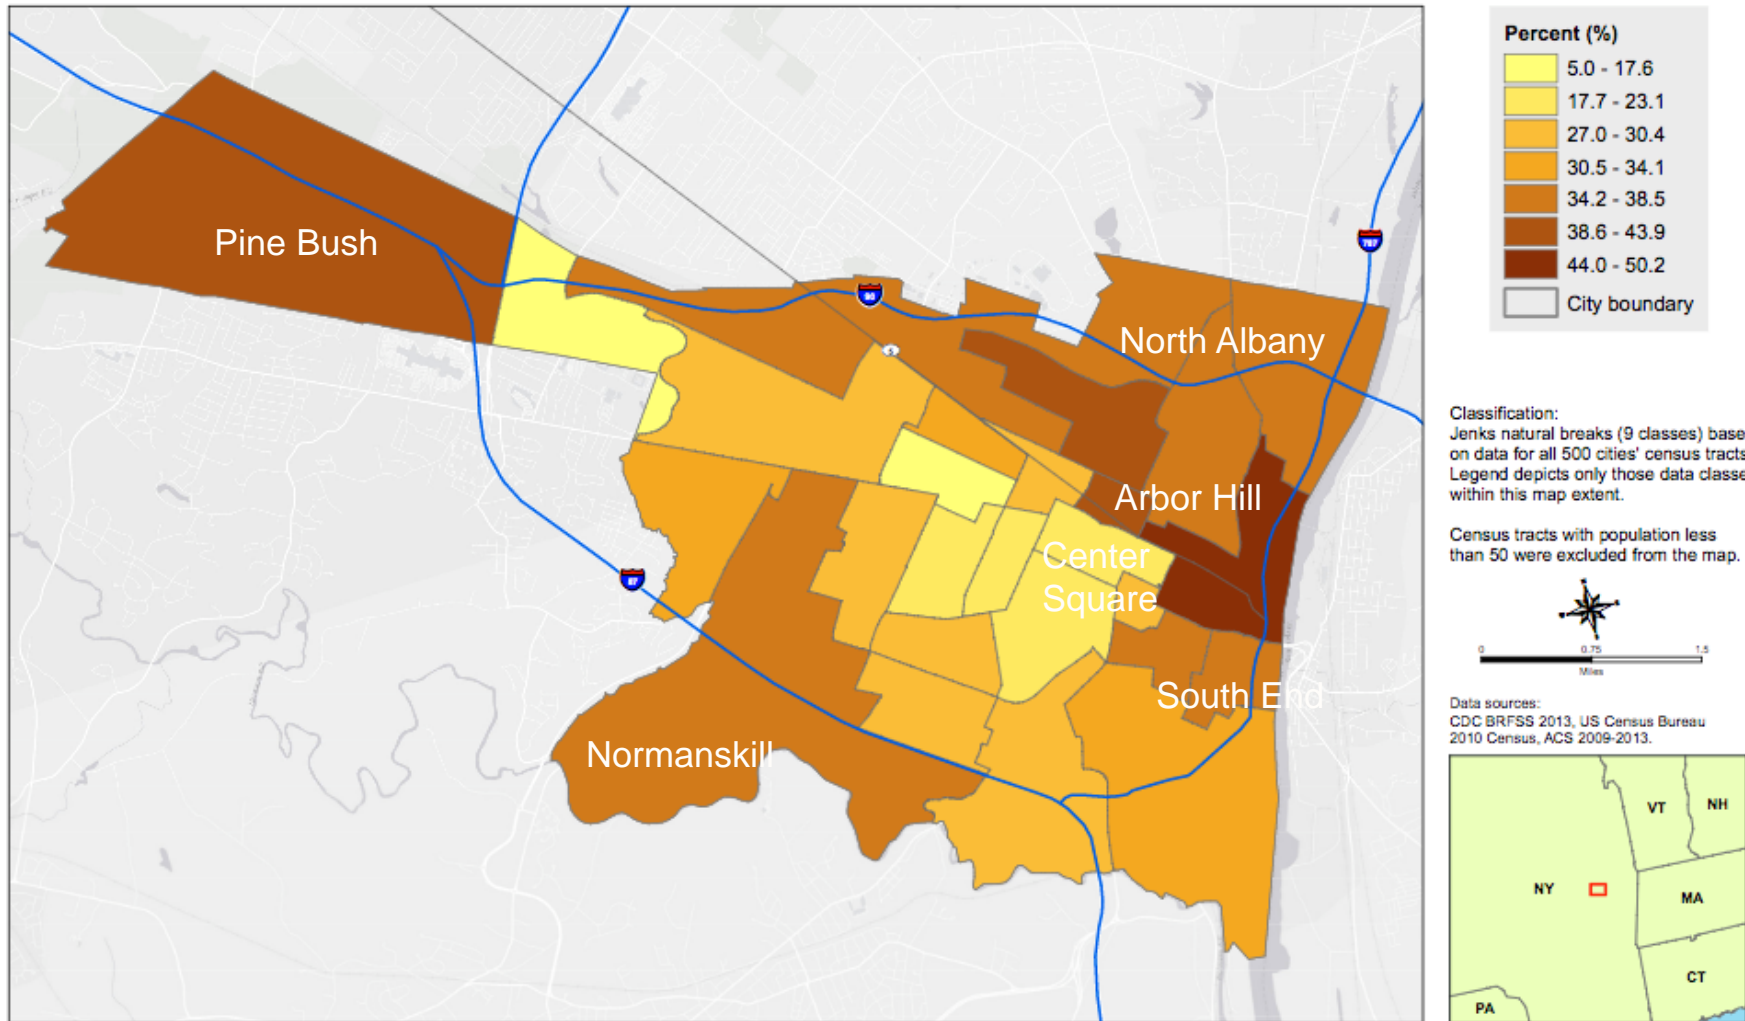 Pine Bush
North Albany
Arbor Hill
Center
Square
South End
Normanskill
90
787
87
5
Percent (%)
5.0 - 17.6
17.7 - 23.1
27.0 - 30.4
30.5 - 34.1
34.2 - 38.5
38.6 - 43.9
44.0 - 50.2
City boundary
Classification:
Jenks natural breaks (9 classes) base
on data for all 500 cities' census tracts
Legend depicts only those data classe
within this map extent.
Census tracts with population less
than 50 were excluded from the map.
0 0.75 1.5
Miles
Data sources:
CDC BRFSS 2013, US Census Bureau
2010 Census, ACS 2009-2013.
VT NH
NY
MA
CT
PA